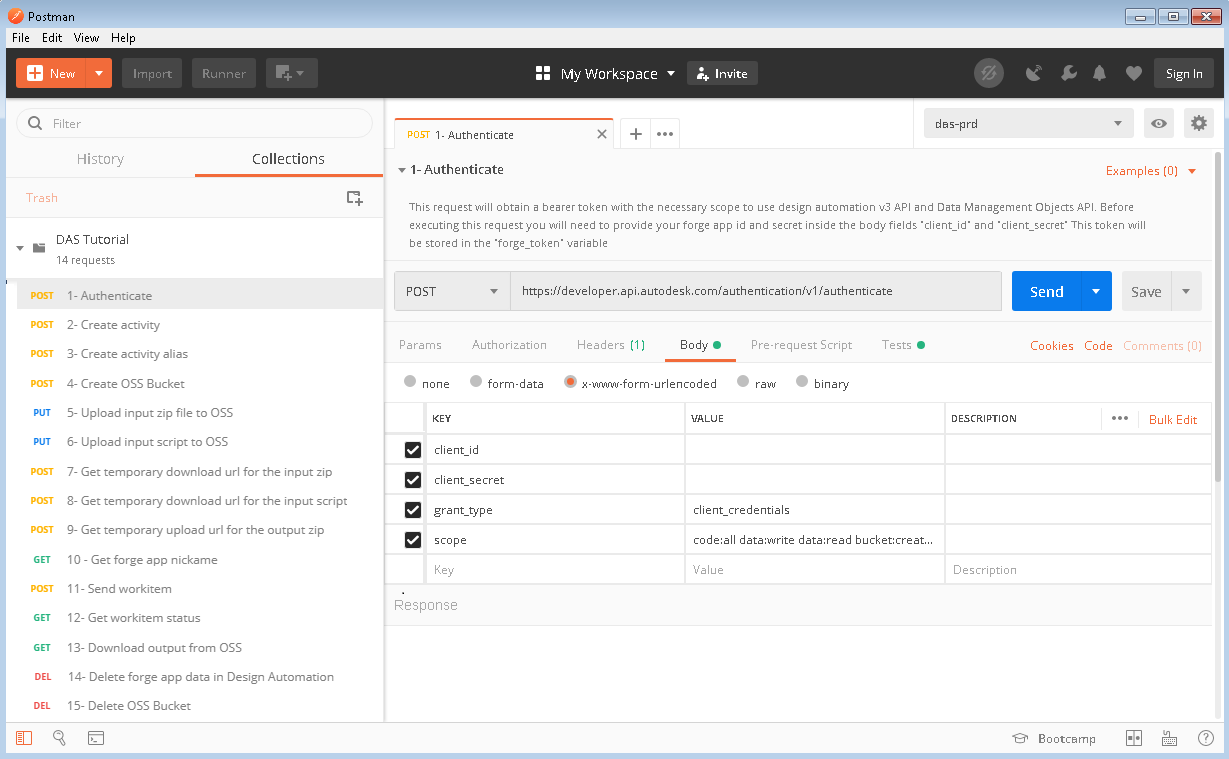 Postman
File Edit View Help
New Import Runner My Workspace Invite Sign In
Filter
History Collections
Trash
DAS Tutorial
14 requests
POST 1- Authenticate
POST 2- Create activity
POST 3- Create activity alias
POST 4- Create OSS Bucket
PUT 5- Upload input zip file to OSS
PUT 6- Upload input script to OSS
POST 7- Get temporary download url for the input zip
POST 8- Get temporary download url for the input script
POST 9- Get temporary upload url for the output zip
GET 10 - Get forge app nickame
POST 11- Send workitem
GET 12- Get workitem status
GET 13- Download output from OSS
DEL 14- Delete forge app data in Design Automation
DEL 15- Delete OSS Bucket
POST 1- Authenticate
das-prd
1- Authenticate
Examples (0)
This request will obtain a bearer token with the necessary scope to use design automation v3 API and Data Management Objects API. Before
executing this request you will need to provide your forge app id and secret inside the body fields "client_id" and "client_secret" This token will
be stored in the "forge_token" variable
POST https://developer.api.autodesk.com/authentication/v1/authenticate Send Save
Params Authorization Headers (1) Body Pre-request Script Tests Cookies Code Comments (0)
none form-data x-www-form-urlencoded raw binary
KEY VALUE DESCRIPTION Bulk Edit
client_id
client_secret
grant_type client_credentials
scope code:all data:write data:read bucket:creat...
Key Value Description
Response
Bootcamp